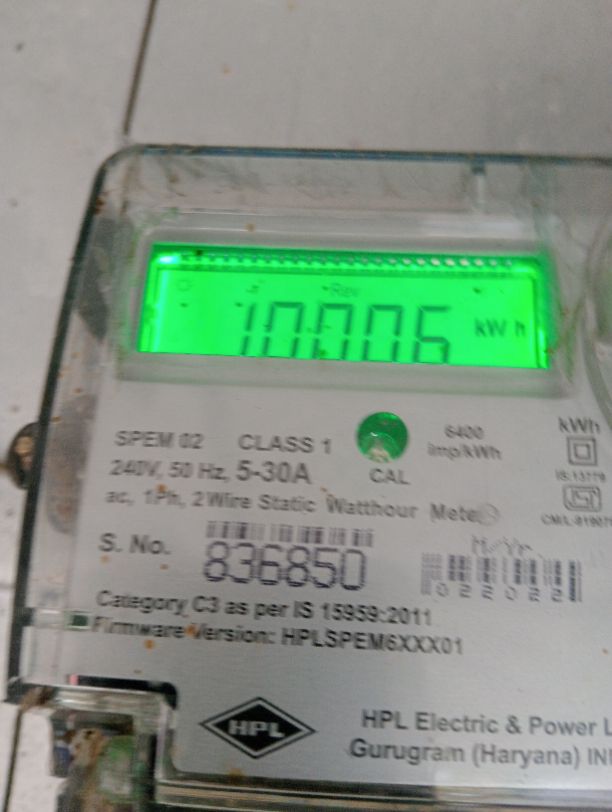 Rev
10006 kWh
SPEM 02 CLASS 1
240V, 50 Hz, 5-30A
CAL
6400
imp/kWh
kWh
ac, 1Ph, 2 Wire Static Watthour Meter
S. No.
836850
M/Yr.
022022
Category C3 as per IS 15959:2011
Firmware Version: HPLSPEM6XXX01
HPL
HPL Electric & Power L
Gurugram (Haryana) IN